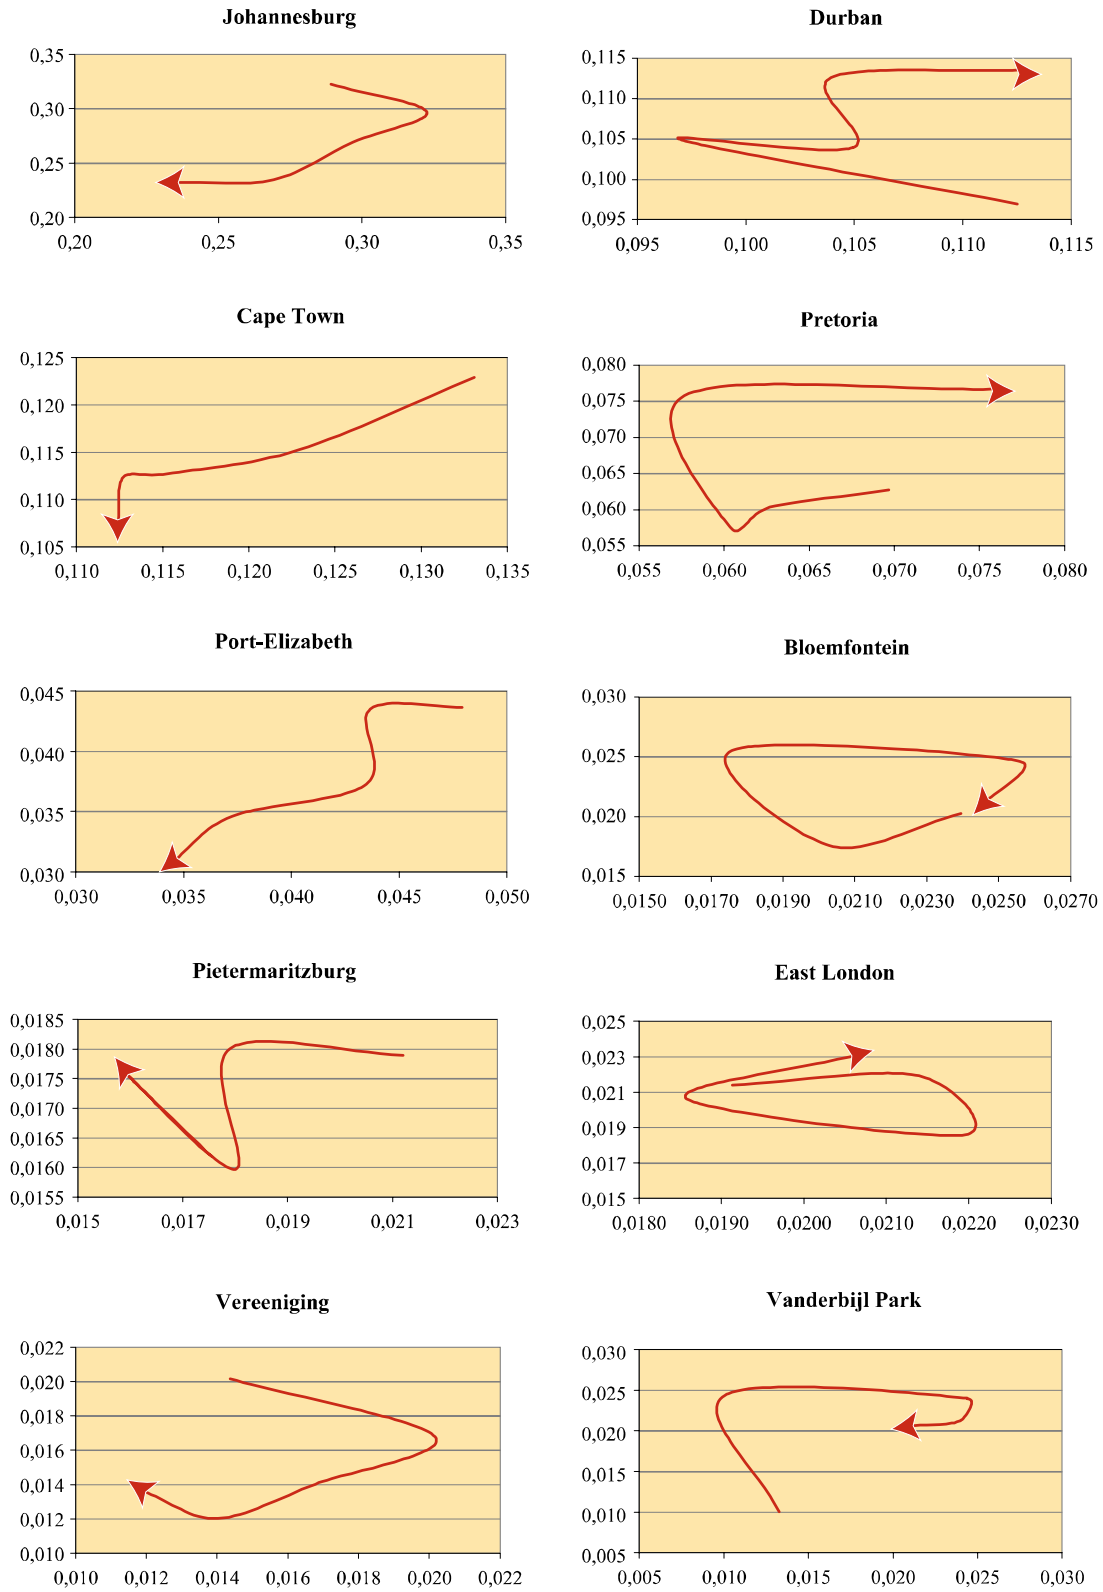 Johannesburg
0,35
0,30
0,25
0,20
0,20 0,25 0,30 0,35
Durban
0,115
0,110
0,105
0,100
0,095
0,095 0,100 0,105 0,110 0,115
Cape Town
0,125
0,120
0,115
0,110
0,105
0,110 0,115 0,120 0,125 0,130 0,135
Pretoria
0,080
0,075
0,070
0,065
0,060
0,055
0,055 0,060 0,065 0,070 0,075 0,080
Port-Elizabeth
0,045
0,040
0,035
0,030
0,030 0,035 0,040 0,045 0,050
Bloemfontein
0,030
0,025
0,020
0,015
0,0150 0,0170 0,0190 0,0210 0,0230 0,0250 0,0270
Pietermaritzburg
0,0185
0,0180
0,0175
0,0170
0,0165
0,0160
0,0155
0,015 0,017 0,019 0,021 0,023
East London
0,025
0,023
0,021
0,019
0,017
0,015
0,0180 0,0190 0,0200 0,0210 0,0220 0,0230
Vereeniging
0,022
0,020
0,018
0,016
0,014
0,012
0,010
0,010 0,012 0,014 0,016 0,018 0,020 0,022
Vanderbijl Park
0,030
0,025
0,020
0,015
0,010
0,005
0,005 0,010 0,015 0,020 0,025 0,030